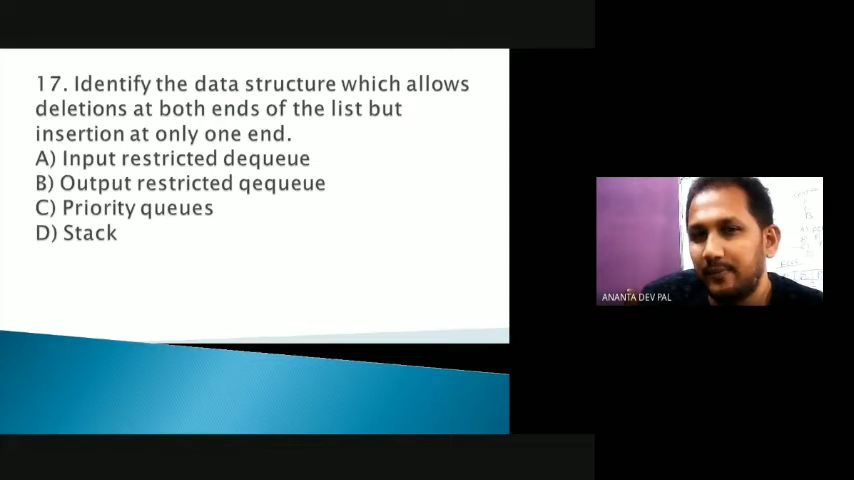 17. Identify the data structure which allows
deletions at both ends of the list but
insertion at only one end.
A) Input restricted dequeue
B) Output restricted qequeue
C) Priority queues
D) Stack
ANANTA DEV PAL